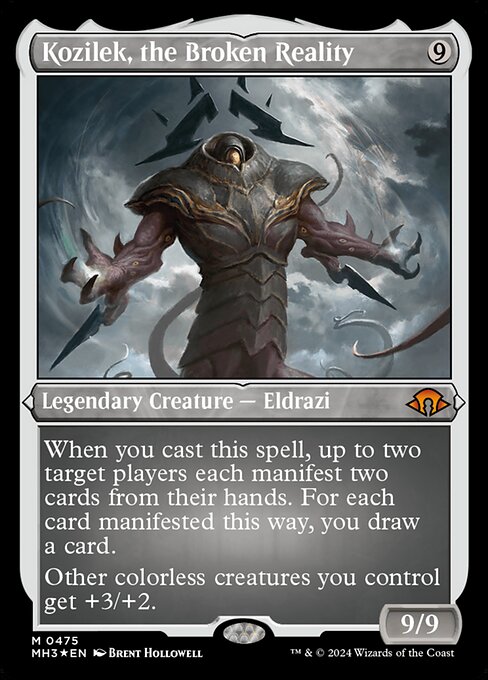 Kozilek, the Broken Reality 9
Legendary Creature — Eldrazi
When you cast this spell, up to two
target players each manifest two
cards from their hands. For each
card manifested this way, you draw
a card.
Other colorless creatures you control
get +3/+2.
9/9
M 0475
MH3★EN Brent Hollowell
™ & © 2024 Wizards of the Coast